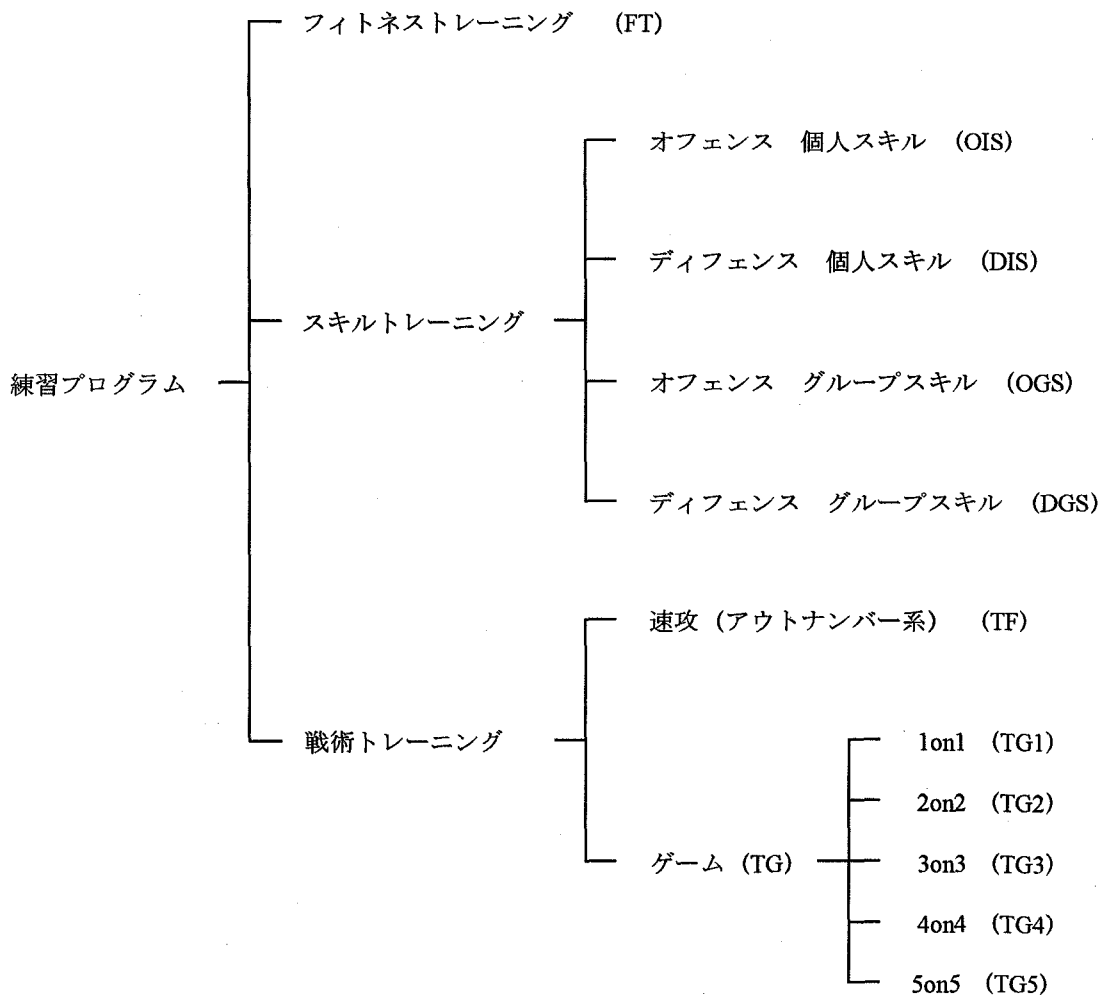 フィトネストレーニング (FT)
オフェンス 個人スキル (OIS)
ディフェンス 個人スキル (DIS)
スキルトレーニング
練習プログラム
オフェンス グループスキル (OGS)
ディフェンス グループスキル (DGS)
速攻 (アウトナンバー系) (TF)
戦術トレーニング
1on1 (TG1)
2on2 (TG2)
ゲーム (TG)
3on3 (TG3)
4on4 (TG4)
5on5 (TG5)